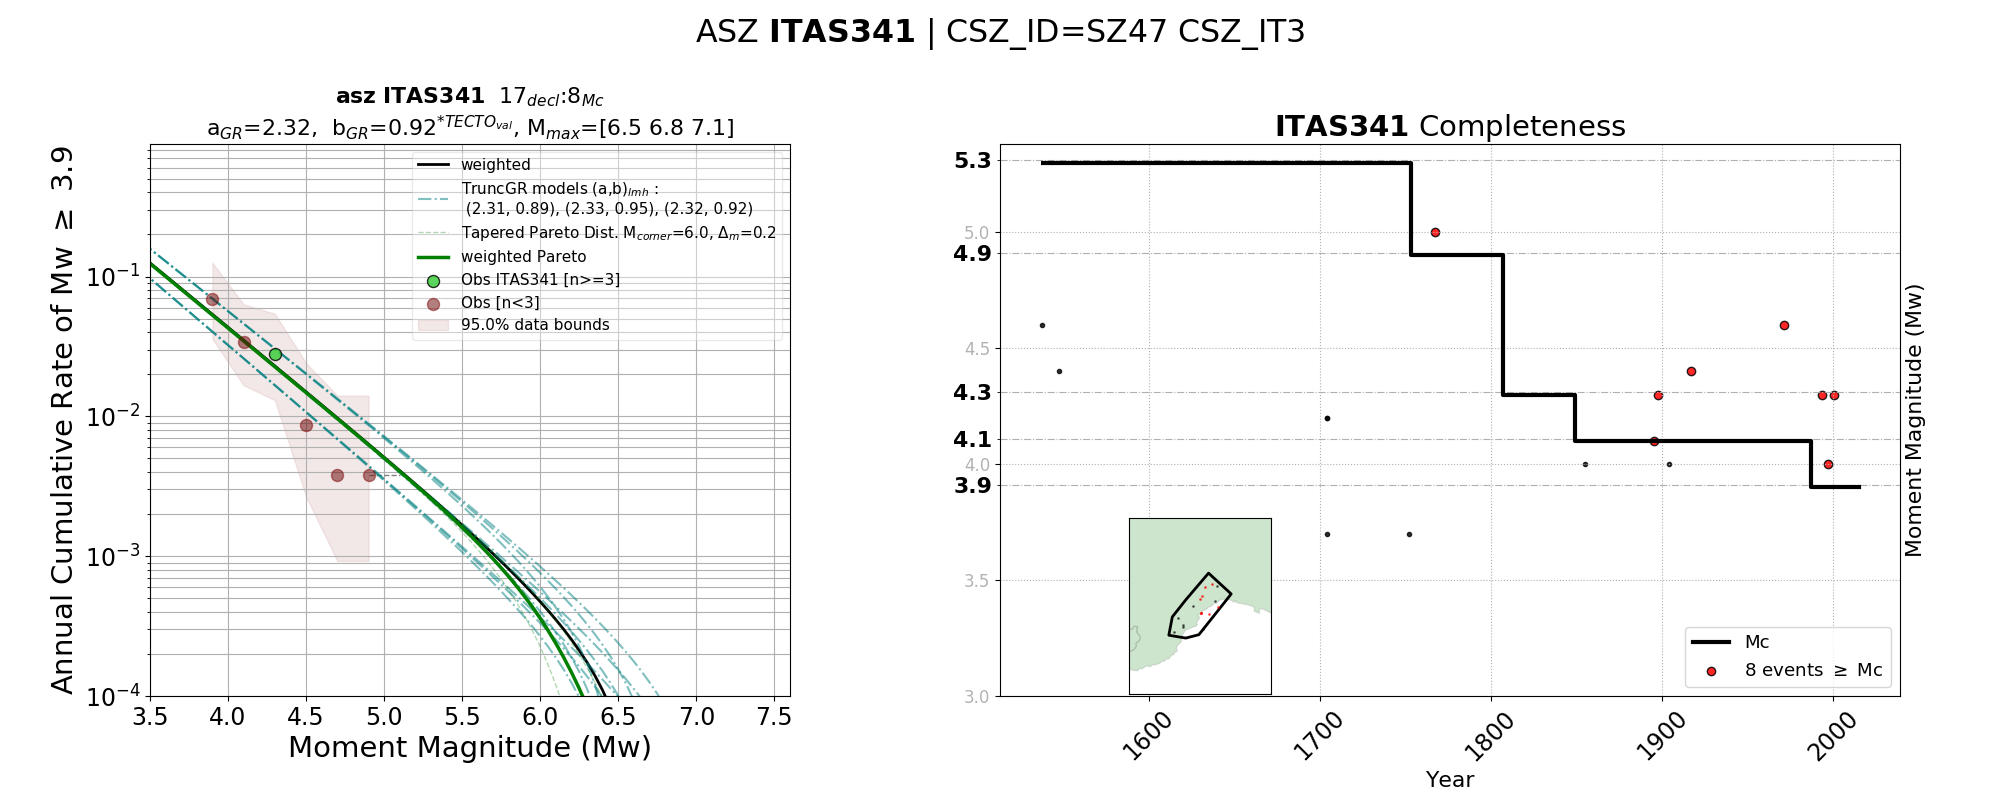 ASZ ITAS341 | CSZ_ID=SZ47 CSZ_IT3
asz ITAS341 17decl:8Mc
aGR=2.32, bGR=0.92*TECTOval, Mmax=[6.5 6.8 7.1]
Annual Cumulative Rate of Mw ≥ 3.9
10−1
10−2
10−3
10−4
weighted
TruncGR models (a,b)lmh :
(2.31, 0.89), (2.33, 0.95), (2.32, 0.92)
Tapered Pareto Dist. Mcorner=6.0, Δm=0.2
weighted Pareto
Obs ITAS341 [n>=3]
Obs [n<3]
95.0% data bounds
3.5 4.0 4.5 5.0 5.5 6.0 6.5 7.0 7.5
Moment Magnitude (Mw)
ITAS341 Completeness
5.3
5.0
4.9
4.5
4.3
4.1
4.0
3.9
3.5
3.0
Moment Magnitude (Mw)
Mc
8 events ≥ Mc
1600 1700 1800 1900 2000
Year